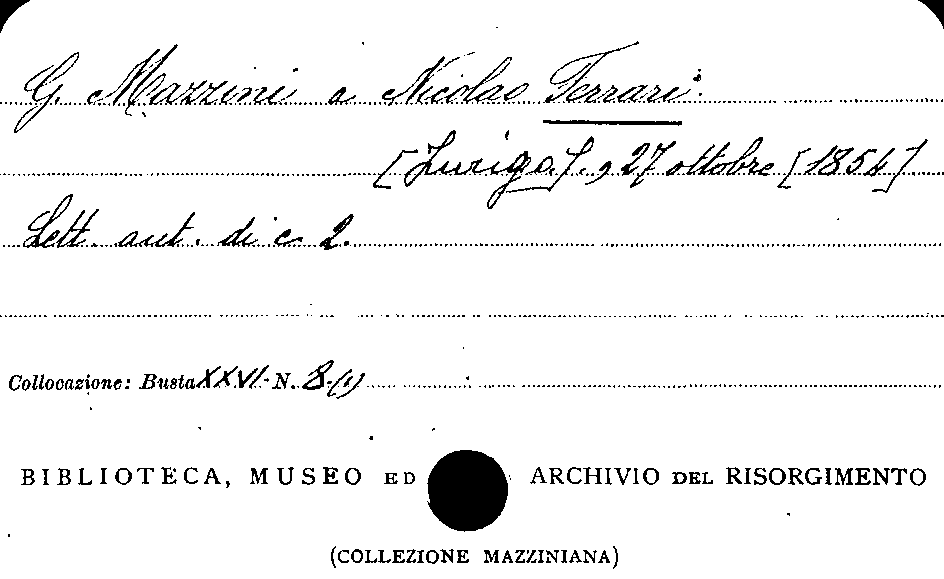 G. Mazzini a Nicolao Ferrari.
[Zurigo], 27 ottobre [1854]
Lett. aut. di c. 2.
Collocazione: Busta XXVI. N. 8.(1)
BIBLIOTECA, MUSEO ED ARCHIVIO DEL RISORGIMENTO
(COLLEZIONE MAZZINIANA)